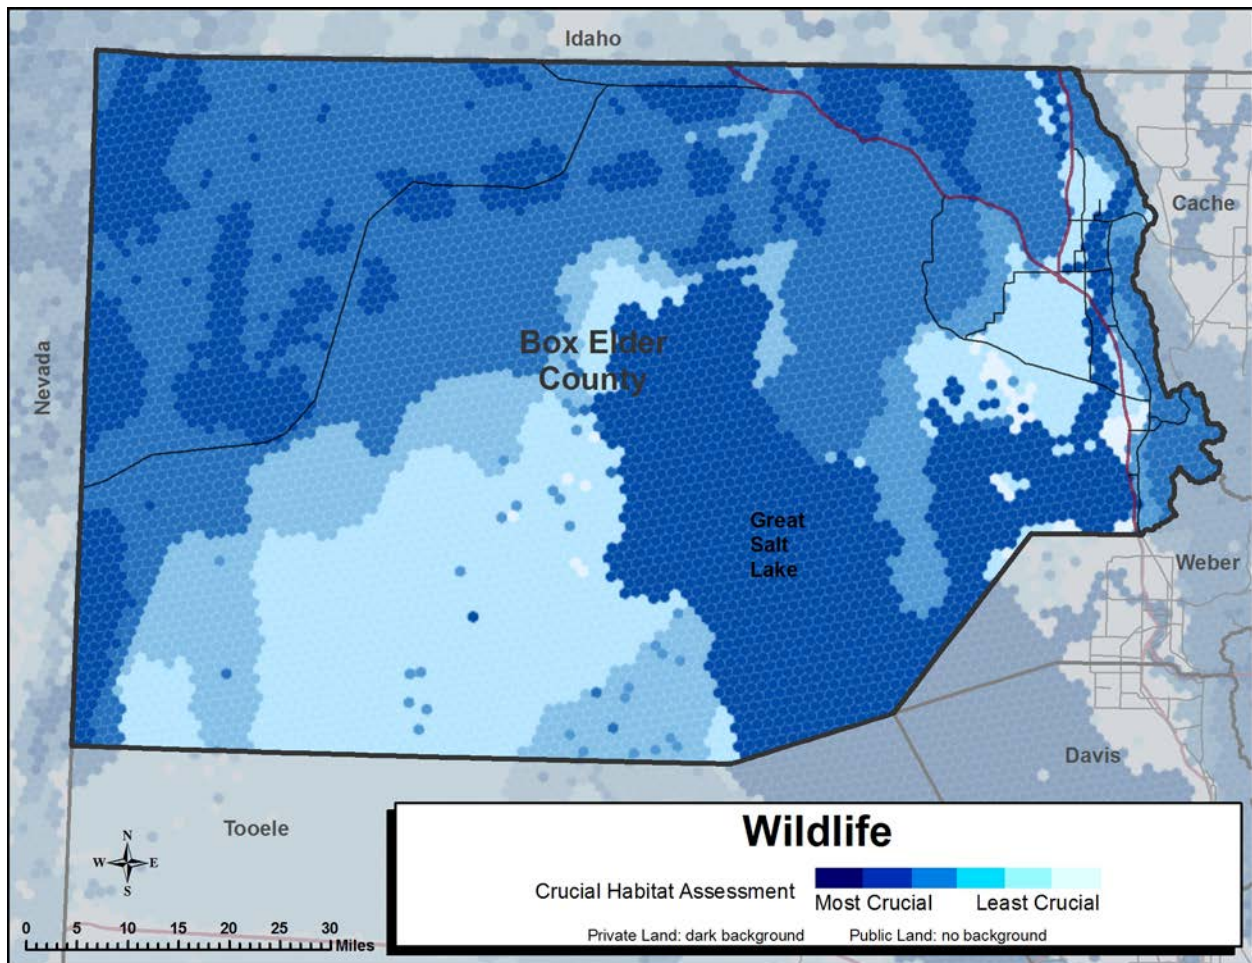 Idaho
Cache
Nevada
Box Elder
County
Great
Salt
Lake
Weber
Davis
Tooele
N
W
E
S
0 5 10 15 20 25 30
Miles
Wildlife
Crucial Habitat Assessment
Most Crucial Least Crucial
Private Land: dark background Public Land: no background